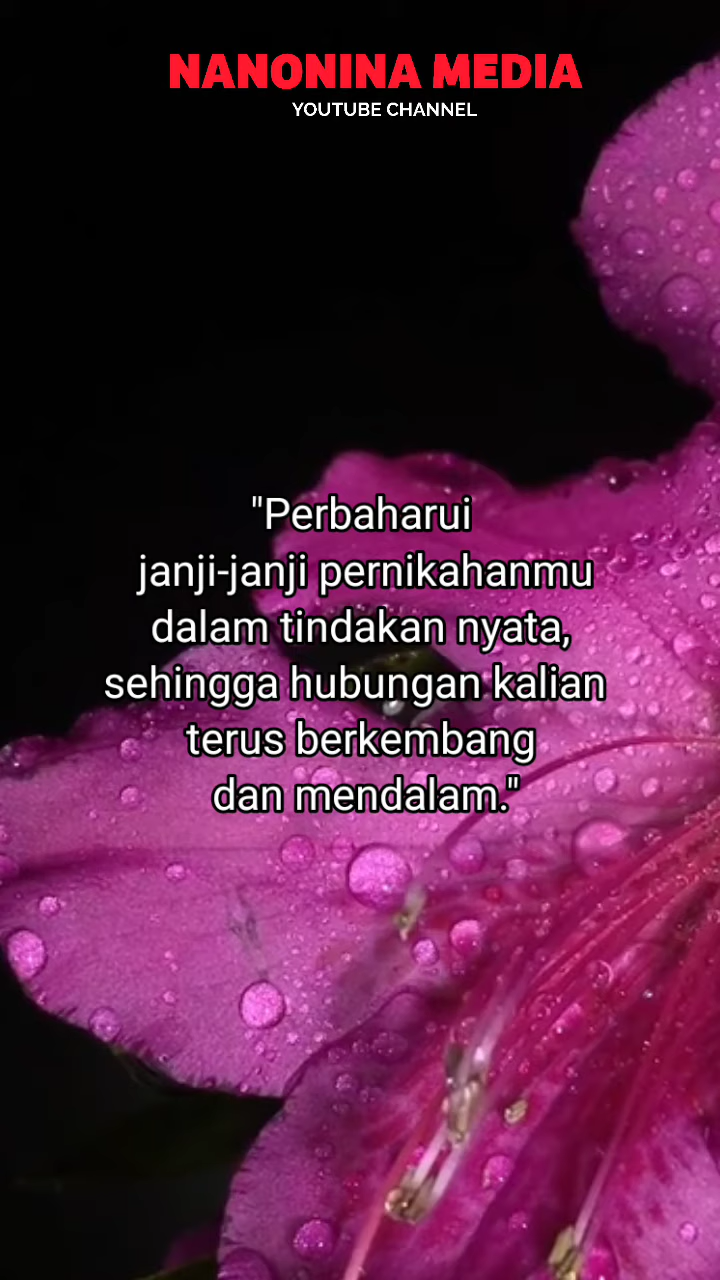 NANONINA MEDIA
YOUTUBE CHANNEL
"Perbaharui
janji-janji pernikahanmu
dalam tindakan nyata,
sehingga hubungan kalian
terus berkembang
dan mendalam."